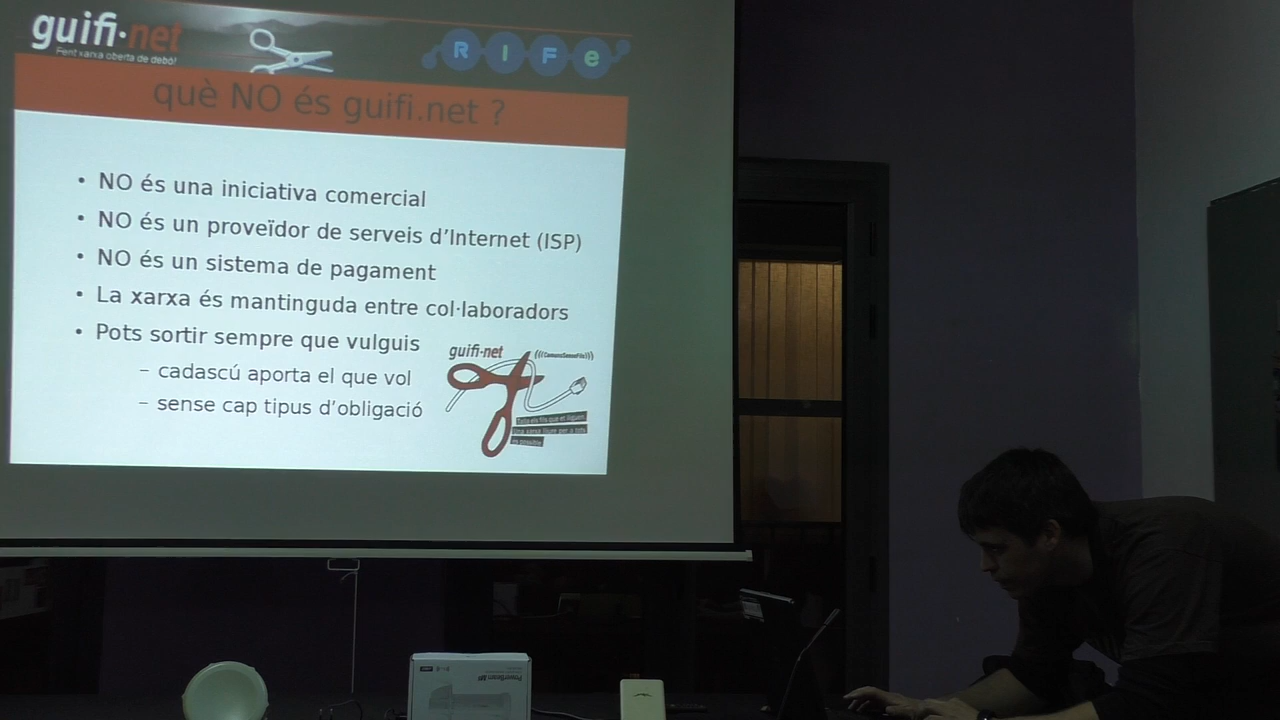 guifi·net
Fent xarxa oberta de debò!
RIFe
què NO és guifi.net ?
• NO és una iniciativa comercial
• NO és un proveïdor de serveis d'Internet (ISP)
• NO és un sistema de pagament
• La xarxa és mantinguda entre col·laboradors
• Pots sortir sempre que vulguis
– cadascú aporta el que vol
– sense cap tipus d'obligació
guifi·net
PowerBeam